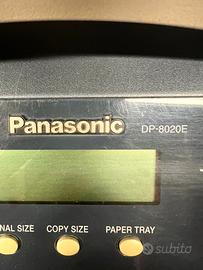 Panasonic DP-8020E
NAL SIZE COPY SIZE PAPER TRAY
subito